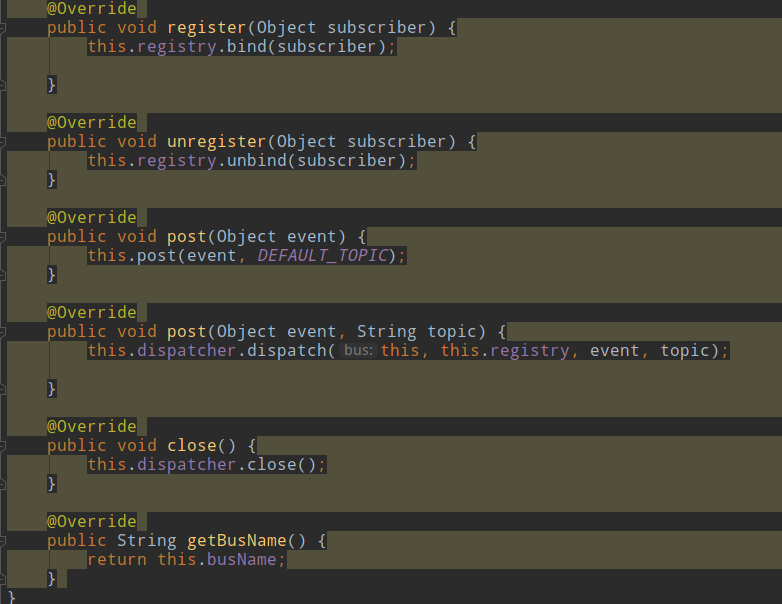 @Override
public void register(Object subscriber) {
this.registry.bind(subscriber);
}
@Override
public void unregister(Object subscriber) {
this.registry.unbind(subscriber);
}
@Override
public void post(Object event) {
this.post(event, DEFAULT_TOPIC);
}
@Override
public void post(Object event, String topic) {
this.dispatcher.dispatch( bus: this, this.registry, event, topic);
}
@Override
public void close() {
this.dispatcher.close();
}
@Override
public String getBusName() {
return this.busName;
}
}